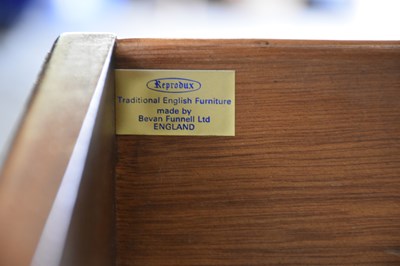 Reprodux
Traditional English Furniture
made by
Bevan Funnell Ltd
ENGLAND